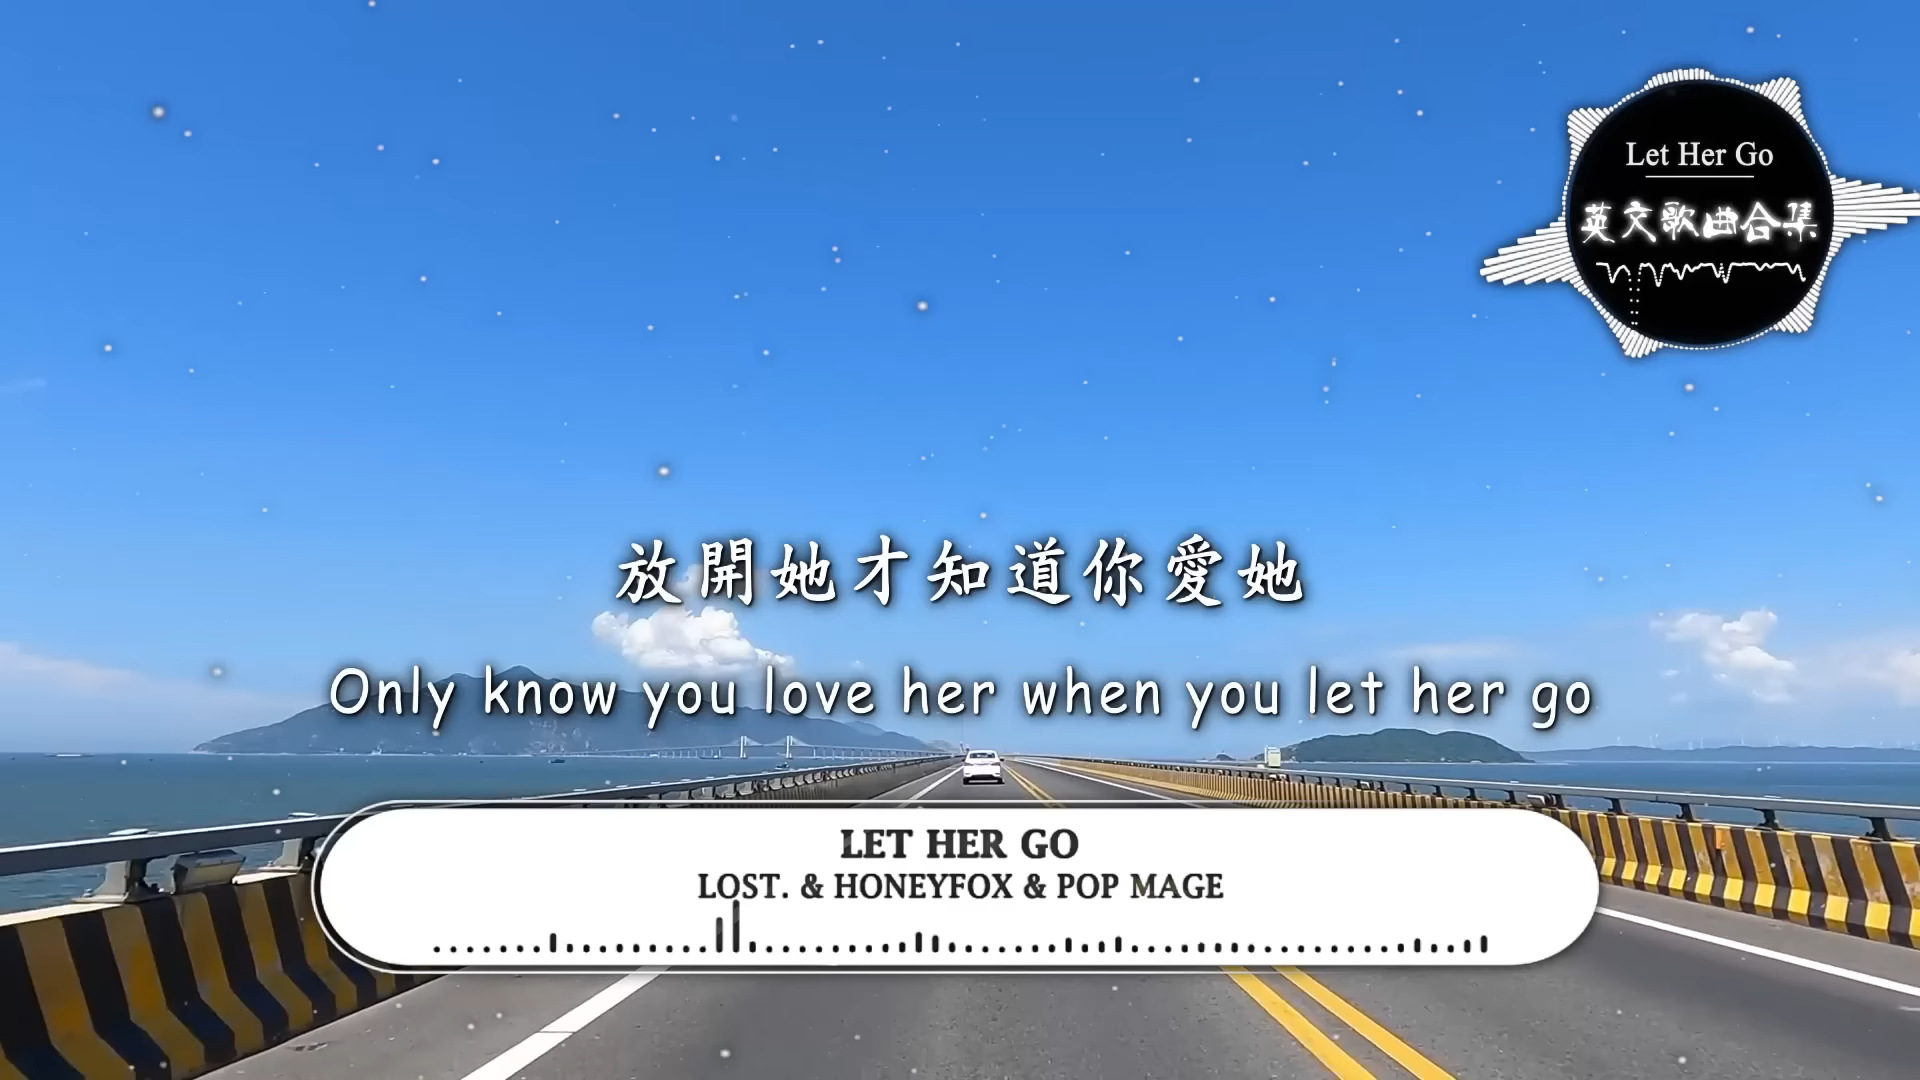 Let Her Go
英文歌曲合集
放開她才知道你愛她
Only know you love her when you let her go
LET HER GO
LOST. & HONEYFOX & POP MAGE